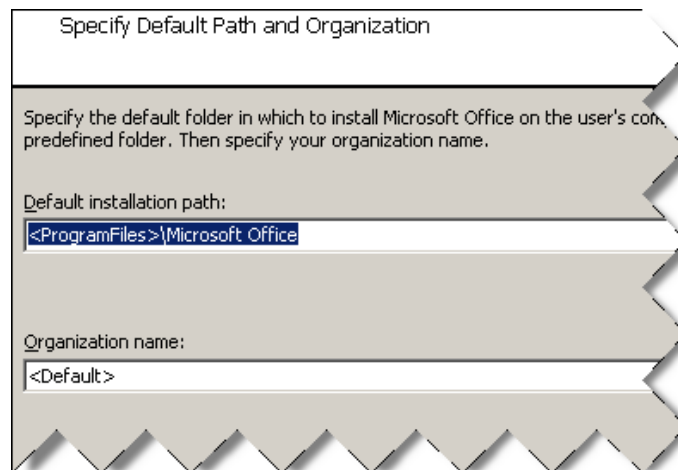 Specify Default Path and Organization
Specify the default folder in which to install Microsoft Office on the user's
predefined folder. Then specify your organization name.
Default installation path:
<ProgramFiles>\Microsoft Office
Organization name:
<Default>